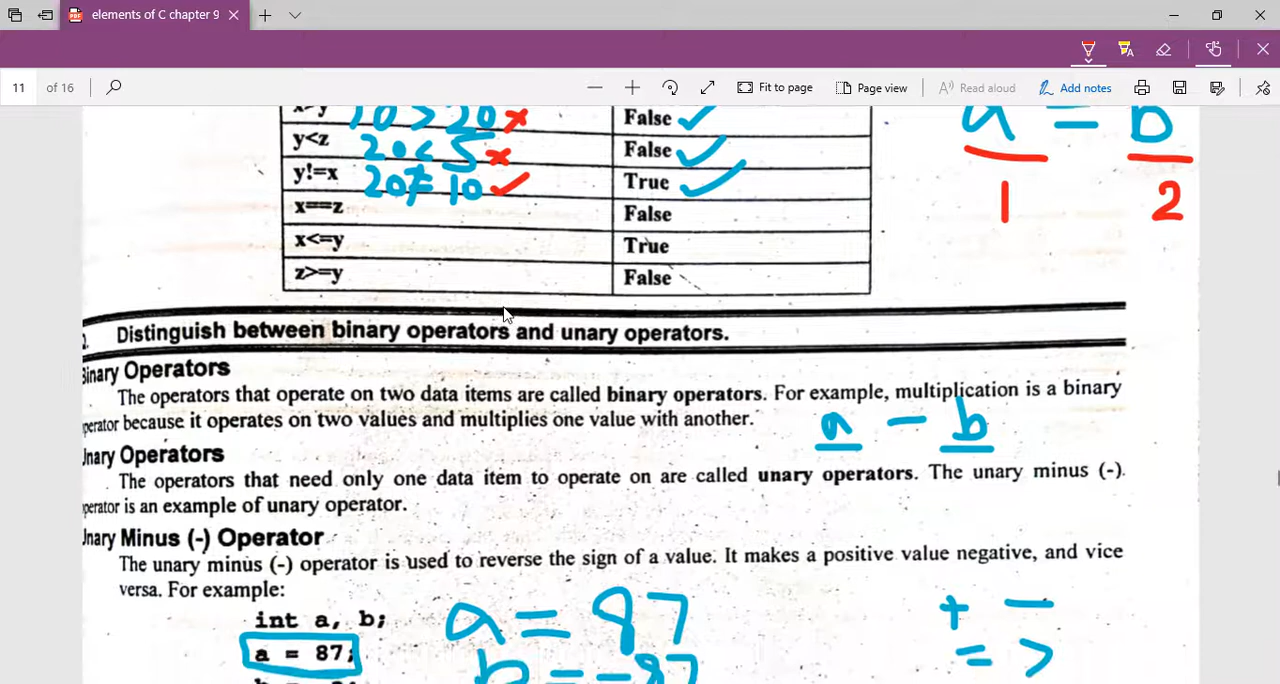 elements of C chapter 9
11 of 16
Fit to page
Page view
Read aloud
Add notes
x>y 10 > 20 × False ✓
y<z 20 < 5 × False ✓
y!=x 20 ≠ 10 ✓ True ✓
x==z False
x<=y True
z>=y False
a = b
1 2
Distinguish between binary operators and unary operators.
Binary Operators
The operators that operate on two data items are called binary operators. For example, multiplication is a binary
perator because it operates on two values and multiplies one value with another.
a - b
Unary Operators
The operators that need only one data item to operate on are called unary operators. The unary minus (-).
perator is an example of unary operator.
Unary Minus (-) Operator
The unary minus (-) operator is used to reverse the sign of a value. It makes a positive value negative, and vice
versa. For example:
int a, b;
a = 87;
a = 87
b = -87
+ -
= >